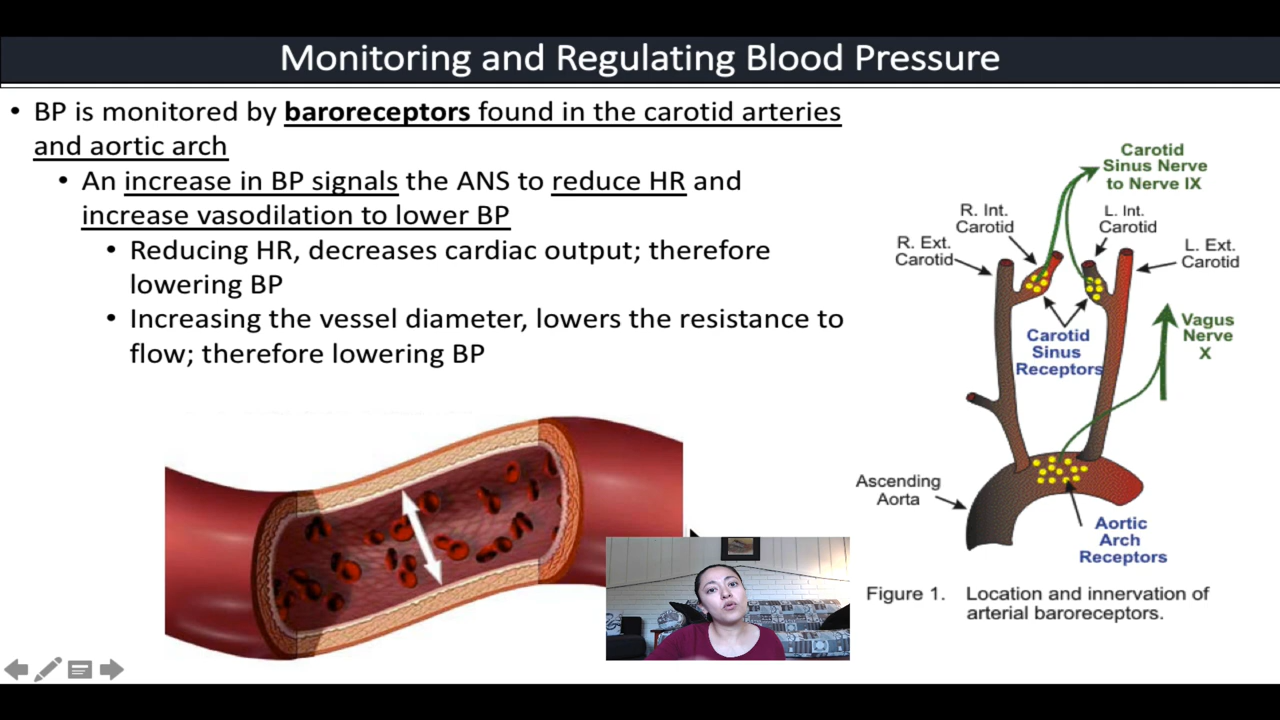 Monitoring and Regulating Blood Pressure
• BP is monitored by baroreceptors found in the carotid arteries
and aortic arch
• An increase in BP signals the ANS to reduce HR and
increase vasodilation to lower BP
• Reducing HR, decreases cardiac output; therefore
lowering BP
• Increasing the vessel diameter, lowers the resistance to
flow; therefore lowering BP
Carotid
Sinus Nerve
to Nerve IX
R. Int.
Carotid
L. Int.
Carotid
R. Ext.
Carotid
L. Ext.
Carotid
Carotid
Sinus
Receptors
Vagus
Nerve
X
Ascending
Aorta
Aortic
Arch
Receptors
Figure 1. Location and innervation of
arterial baroreceptors.